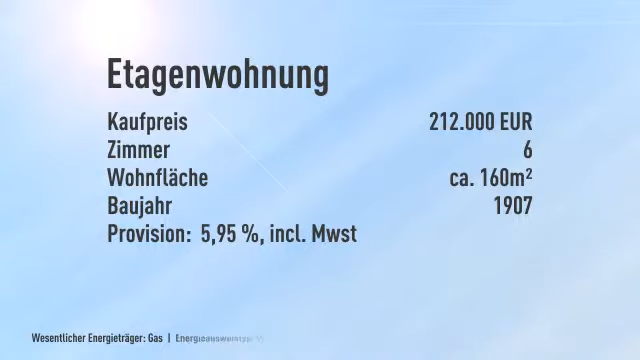 Etagenwohnung
Kaufpreis 212.000 EUR
Zimmer 6
Wohnfläche ca. 160m²
Baujahr 1907
Provision: 5,95 %, incl. Mwst
Wesentlicher Energieträger: Gas |